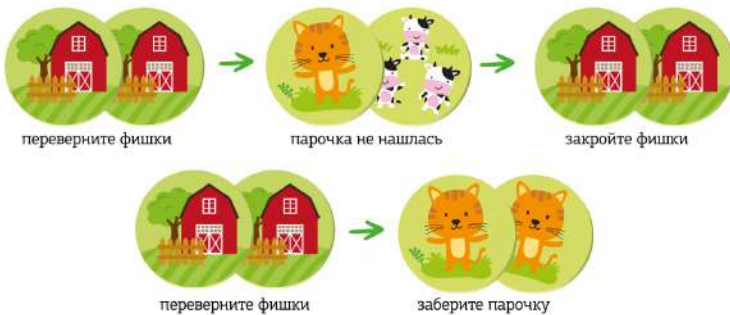 переверните фишки
парочка не нашлась
закройте фишки
переверните фишки
заберите парочку